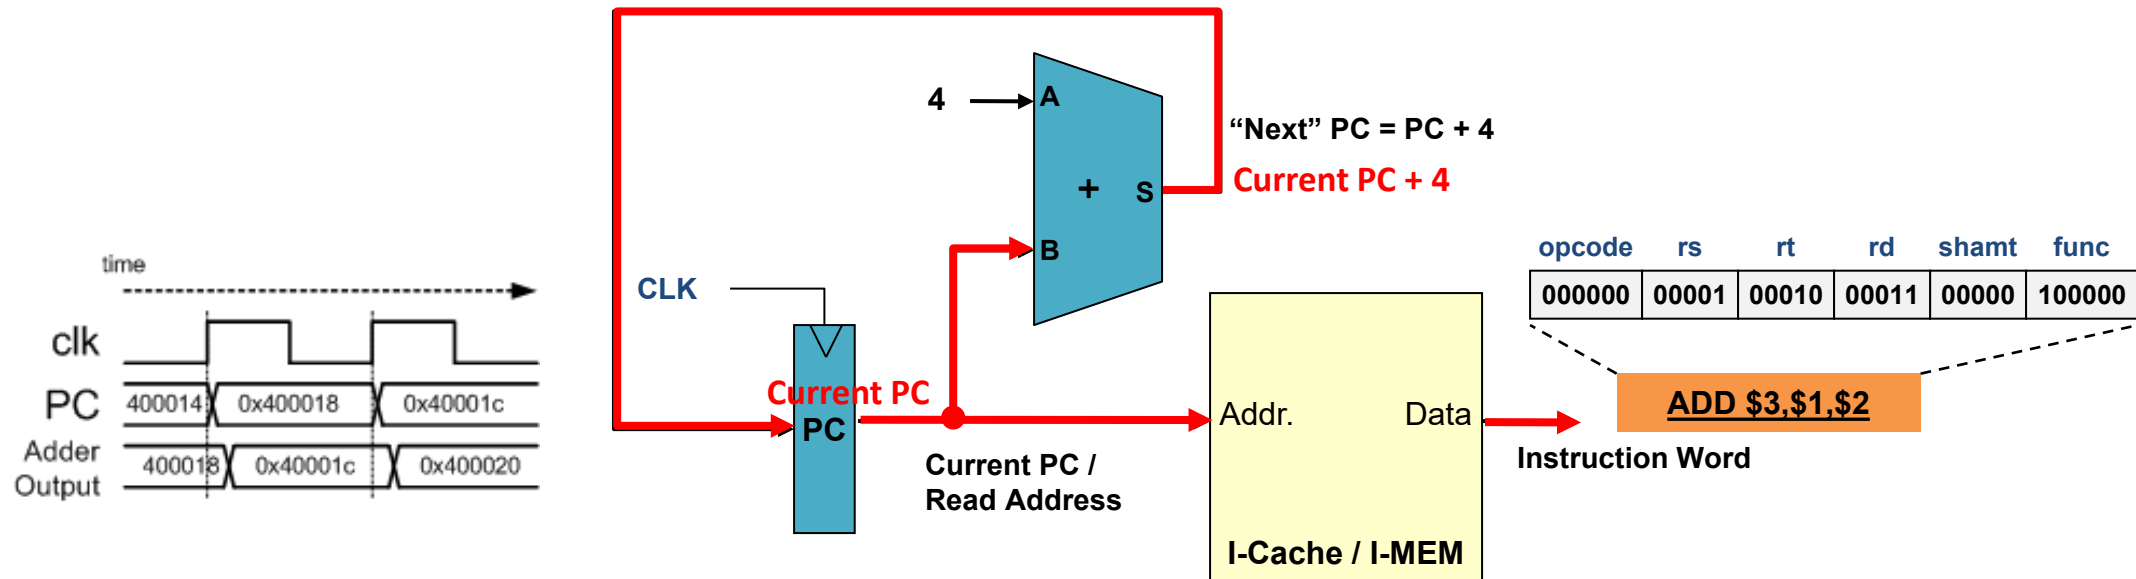 time
clk
PC
400014
0x400018
0x40001c
Adder
Output
400018
0x40001c
0x400020
4
A
B
+
S
"Next" PC = PC + 4
Current PC + 4
CLK
Current PC
PC
Current PC /
Read Address
Addr.
Data
I-Cache / I-MEM
Instruction Word
opcode rs rt rd shamt func
000000 00001 00010 00011 00000 100000
ADD $3,$1,$2